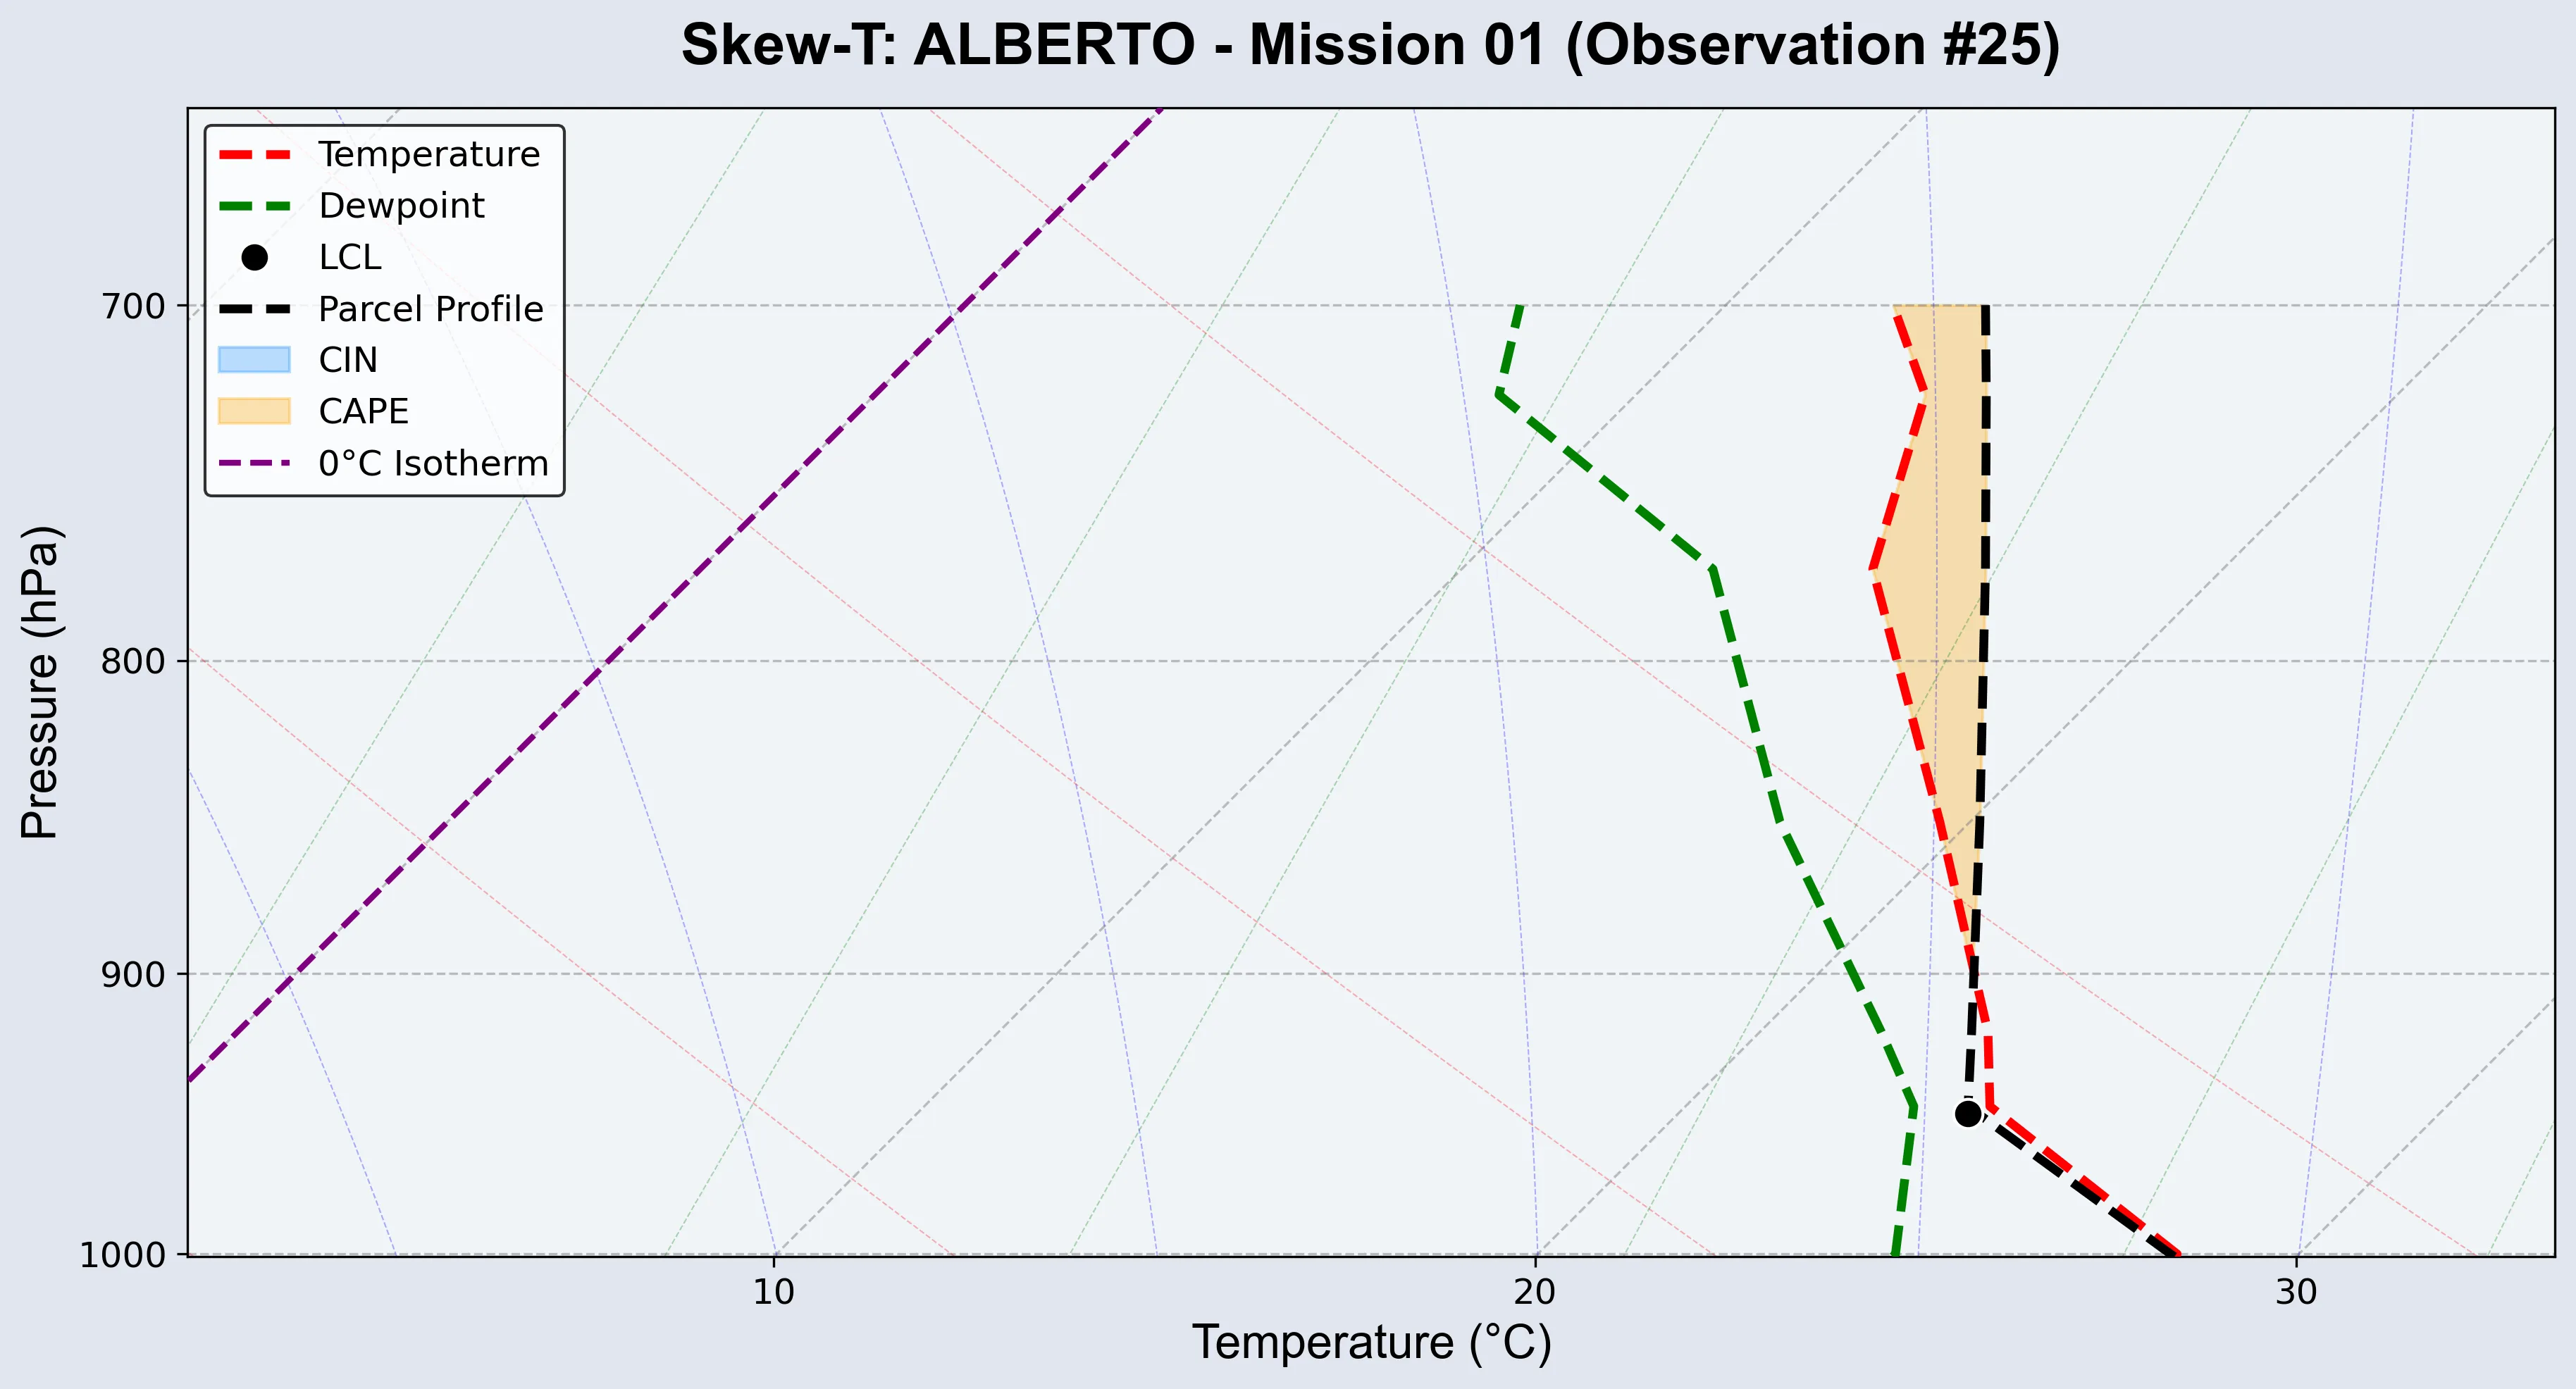 Skew-T: ALBERTO - Mission 01 (Observation #25)
Temperature
Dewpoint
LCL
Parcel Profile
CIN
CAPE
0°C Isotherm
Pressure (hPa)
700
800
900
1000
10 20 30
Temperature (°C)